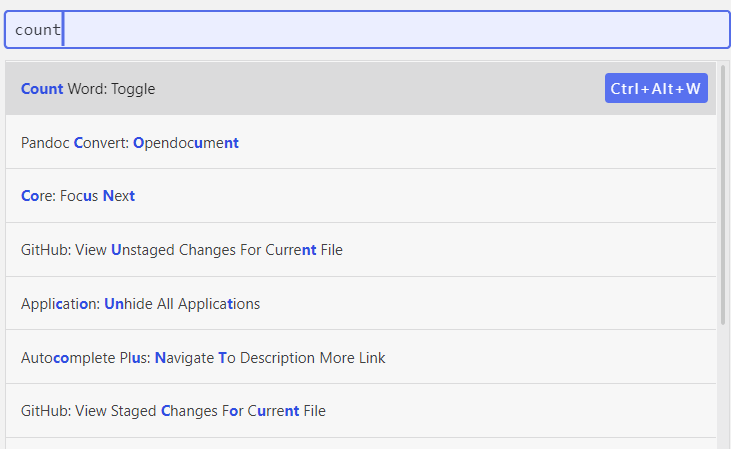 count
Count Word: Toggle Ctrl+Alt+W
Pandoc Convert: Opendocument
Core: Focus Next
GitHub: View Unstaged Changes For Current File
Application: Unhide All Applications
Autocomplete Plus: Navigate To Description More Link
GitHub: View Staged Changes For Current File